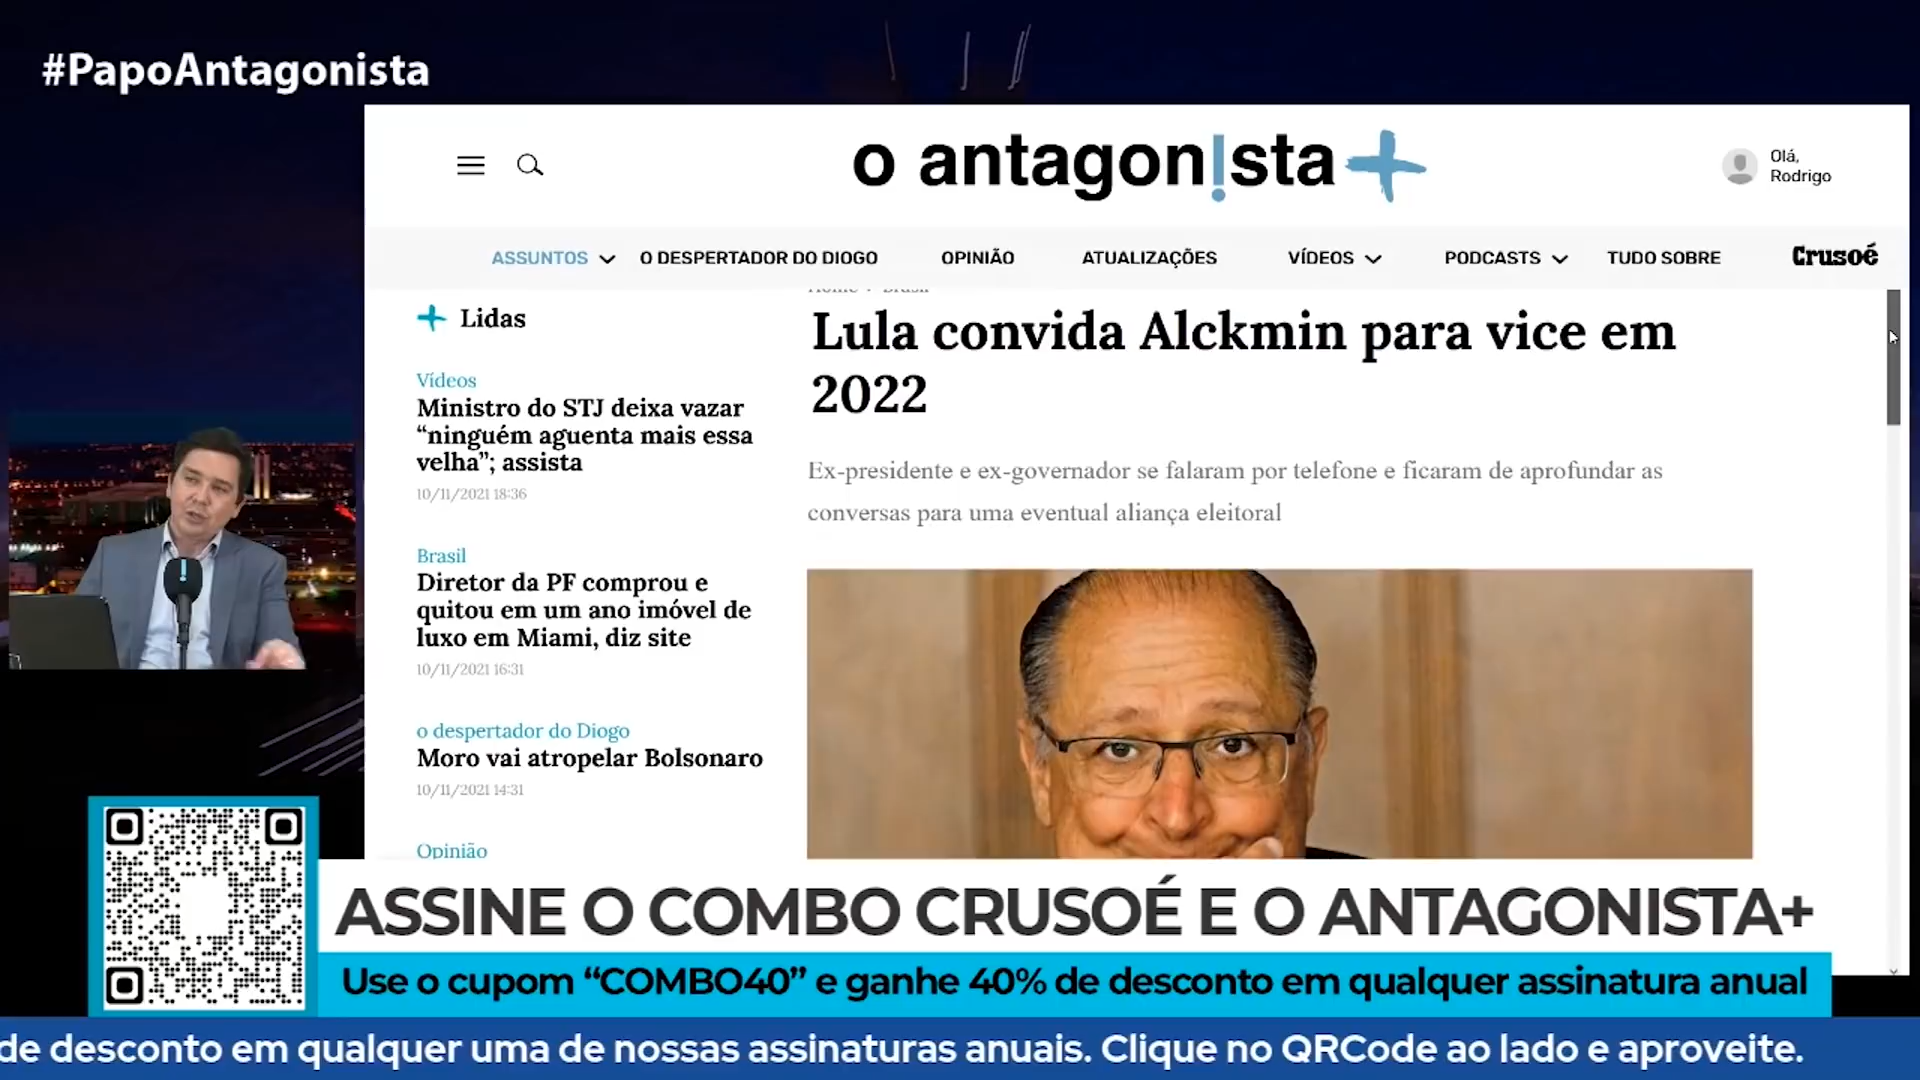 #PapoAntagonista
o antagon!sta+
Olá,
Rodrigo
ASSUNTOS
O DESPERTADOR DO DIOGO
OPINIÃO
ATUALIZAÇÕES
VÍDEOS
PODCASTS
TUDO SOBRE
Crusoé
+ Lidas
Vídeos
Ministro do STJ deixa vazar
“ninguém aguenta mais essa
velha”; assista
10/11/2021 18:36
Brasil
Diretor da PF comprou e
quitou em um ano imóvel de
luxo em Miami, diz site
10/11/2021 16:31
o despertador do Diogo
Moro vai atropelar Bolsonaro
10/11/2021 14:31
Opinião
Lula convida Alckmin para vice em
2022
Ex-presidente e ex-governador se falaram por telefone e ficaram de aprofundar as
conversas para uma eventual aliança eleitoral
ASSINE O COMBO CRUSOÉ E O ANTAGONISTA+
Use o cupom “COMBO40” e ganhe 40% de desconto em qualquer assinatura anual
de desconto em qualquer uma de nossas assinaturas anuais. Clique no QRCode ao lado e aproveite.